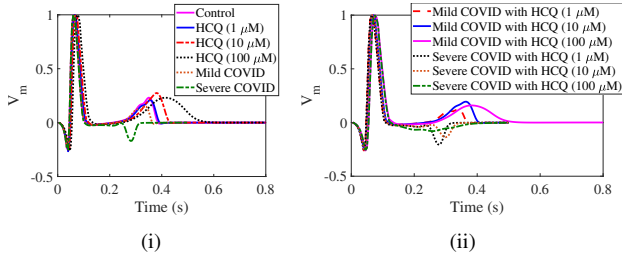 Control
HCQ (1 μM)
HCQ (10 μM)
HCQ (100 μM)
Mild COVID
Severe COVID
1
0.5
0
-0.5
Vm
0
0.2
0.4
0.6
0.8
Time (s)
(i)
Mild COVID with HCQ (1 μM)
Mild COVID with HCQ (10 μM)
Mild COVID with HCQ (100 μM)
Severe COVID with HCQ (1 μM)
Severe COVID with HCQ (10 μM)
Severe COVID with HCQ (100 μM)
1
0.5
0
-0.5
Vm
0
0.2
0.4
0.6
0.8
Time (s)
(ii)